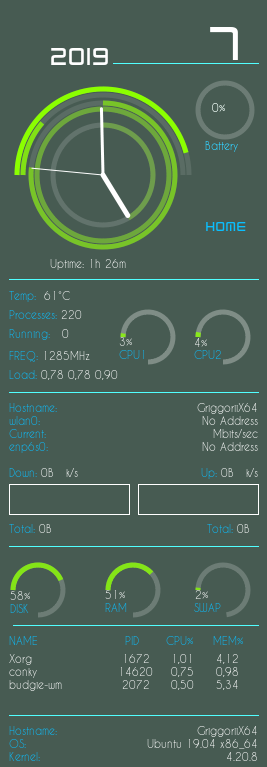 7
2019
0%
Battery
HOME
Uptime: 1h 26m
Temp: 61°C
Processes: 220
Running: 0
3% 4%
CPU1 CPU2
FREQ: 1285MHz
Load: 0,78 0,78 0,90
Hostname: GriggoriiX64
wlan0: No Address
Current: Mbits/sec
enp6s0: No Address
Down: 0B k/s Up: 0B k/s
Total: 0B Total: 0B
58% 51% 2%
DISK RAM SWAP
NAME PID CPU% MEM%
Xorg 1672 1,01 4,12
conky 14620 0,75 0,98
budgie-wm 2072 0,50 5,34
Hostname: GriggoriiX64
OS: Ubuntu 19.04 x86_64
Kernel: 4.20.8